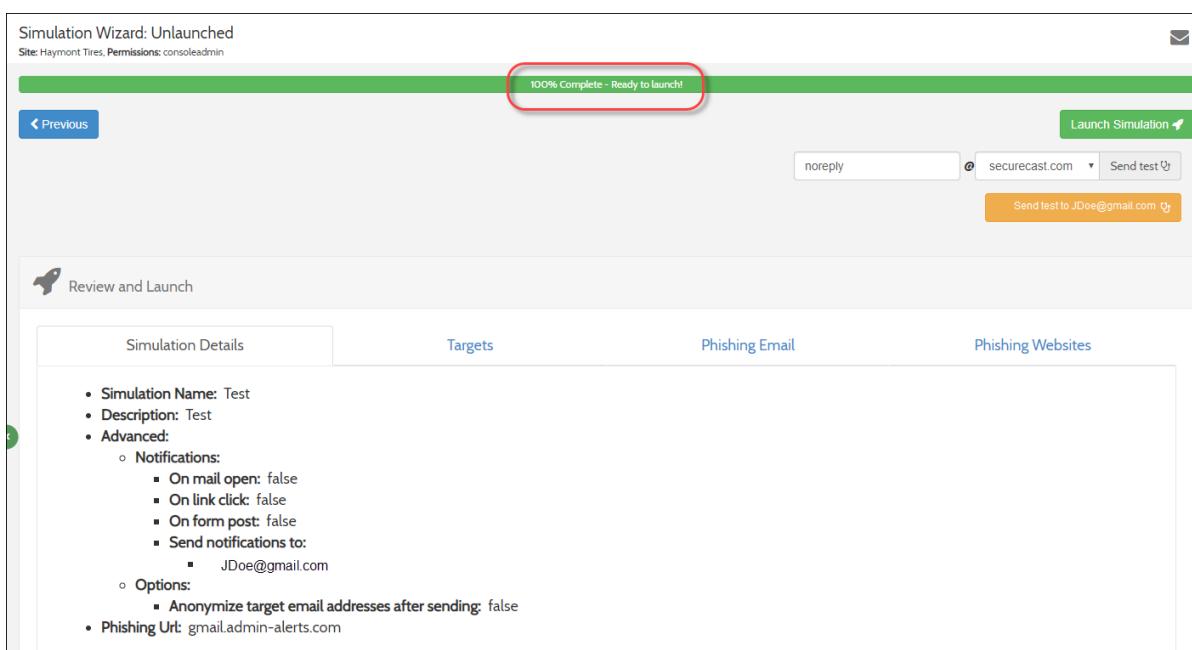 Simulation Wizard: Unlaunched
Site: Haymont Tires, Permissions: consoleadmin
100% Complete - Ready to launch!
Previous
Launch Simulation
noreply @ securecast.com Send test
Send test to JDoe@gmail.com
Review and Launch
Simulation Details Targets Phishing Email Phishing Websites
Simulation Name: Test
Description: Test
Advanced:
Notifications:
On mail open: false
On link click: false
On form post: false
Send notifications to:
JDoe@gmail.com
Options:
Anonymize target email addresses after sending: false
Phishing Url: gmail.admin-alerts.com